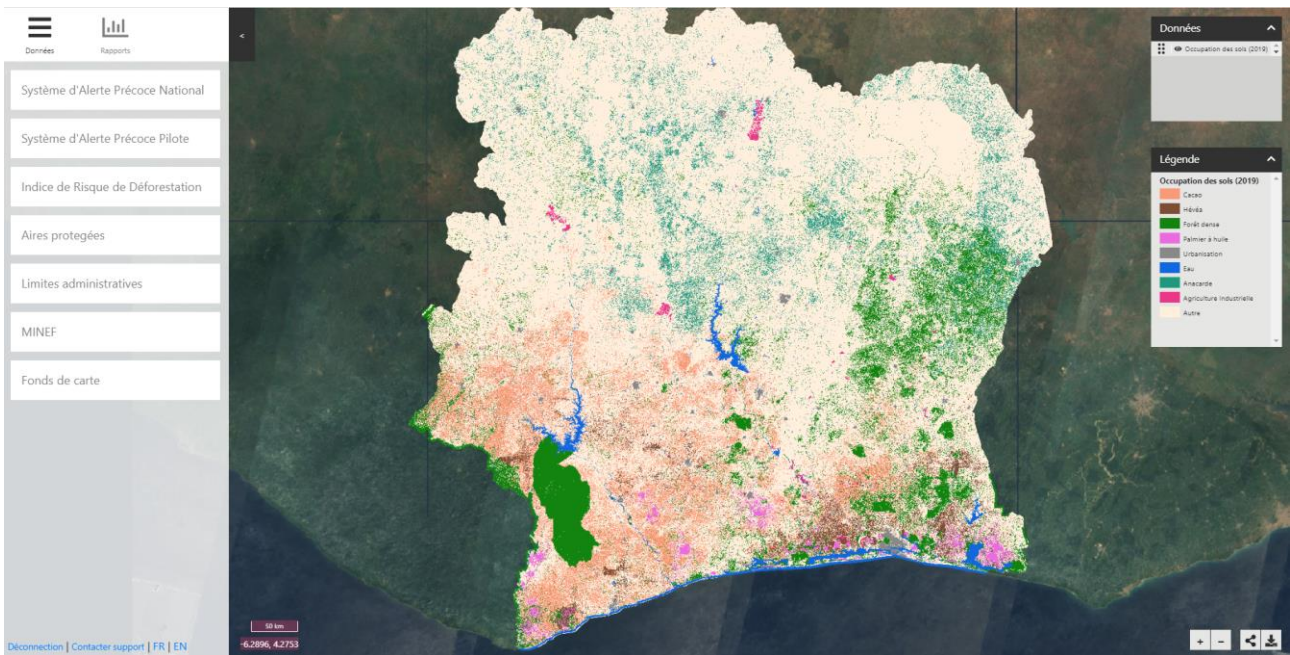 Données
Rapports
Système d'Alerte Précoce National
Système d'Alerte Précoce Pilote
Indice de Risque de Déforestation
Aires protegées
Limites administratives
MINEF
Fonds de carte
Déconnection | Contacter support | FR | EN
<
50 km
-6.2896, 4.2753
Données
Occupation des sols (2019)
Légende
Occupation des sols (2019)
Cacao
Hévéa
Forêt dense
Palmier à huile
Urbanisation
Eau
Anacarde
Agriculture Industrielle
Autre
+ -